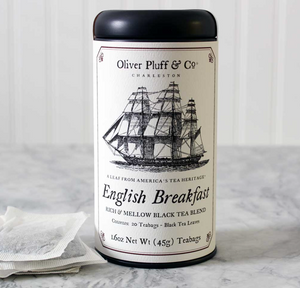 Oliver Pluff & Co.
CHARLESTON
A LEAF FROM AMERICA'S TEA HERITAGE
English Breakfast
RICH & MELLOW BLACK TEA BLEND
Contents: 20 Teabags - Black Tea Leaves
1.6oz Net Wt (45g) Teabags